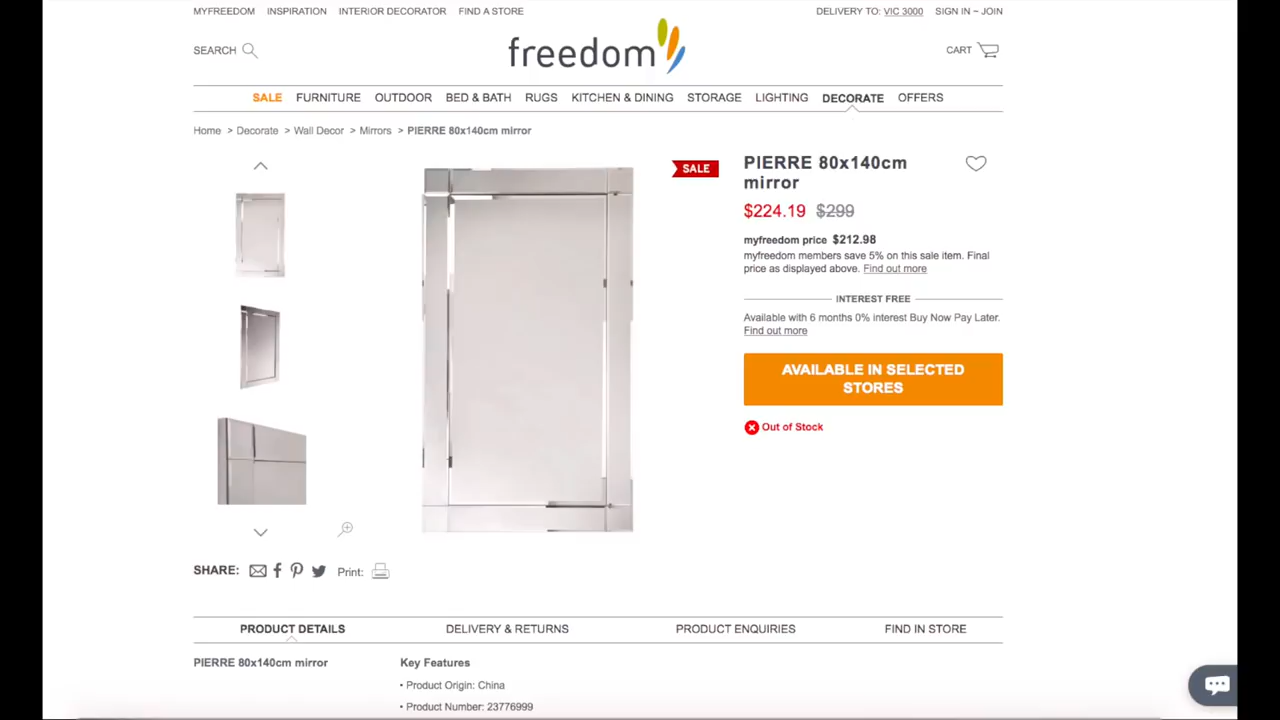 MYFREEDOM INSPIRATION INTERIOR DECORATOR FIND A STORE DELIVERY TO: VIC 3000 SIGN IN ~ JOIN
SEARCH freedom CART
SALE FURNITURE OUTDOOR BED & BATH RUGS KITCHEN & DINING STORAGE LIGHTING DECORATE OFFERS
Home > Decorate > Wall Decor > Mirrors > PIERRE 80x140cm mirror
SALE
PIERRE 80x140cm
mirror
$224.19 $299
myfreedom price $212.98
myfreedom members save 5% on this sale item. Final
price as displayed above. Find out more
INTEREST FREE
Available with 6 months 0% interest Buy Now Pay Later.
Find out more
AVAILABLE IN SELECTED
STORES
Out of Stock
SHARE: Print:
PRODUCT DETAILS DELIVERY & RETURNS PRODUCT ENQUIRIES FIND IN STORE
PIERRE 80x140cm mirror Key Features
• Product Origin: China
• Product Number: 23776999